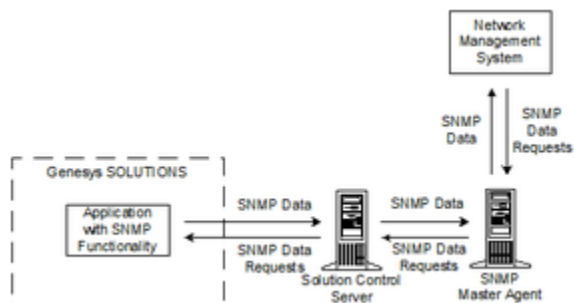 Network
Management
System
SNMP
Data
SNMP
Data
Requests
Genesys SOLUTIONS
Application
with SNMP
Functionality
SNMP Data
SNMP Data
Requests
Solution Control
Server
SNMP Data
SNMP Data
Requests
SNMP
Master Agent